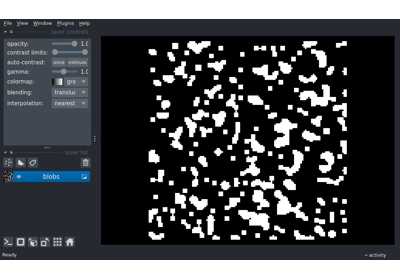 File View Window Plugins Help
layer controls
opacity: 1.0
contrast limits:
auto-contrast: once
gamma: 1.0
colormap: gra
blending: translu
interpolation: nearest
layer list
blobs
Ready
activity